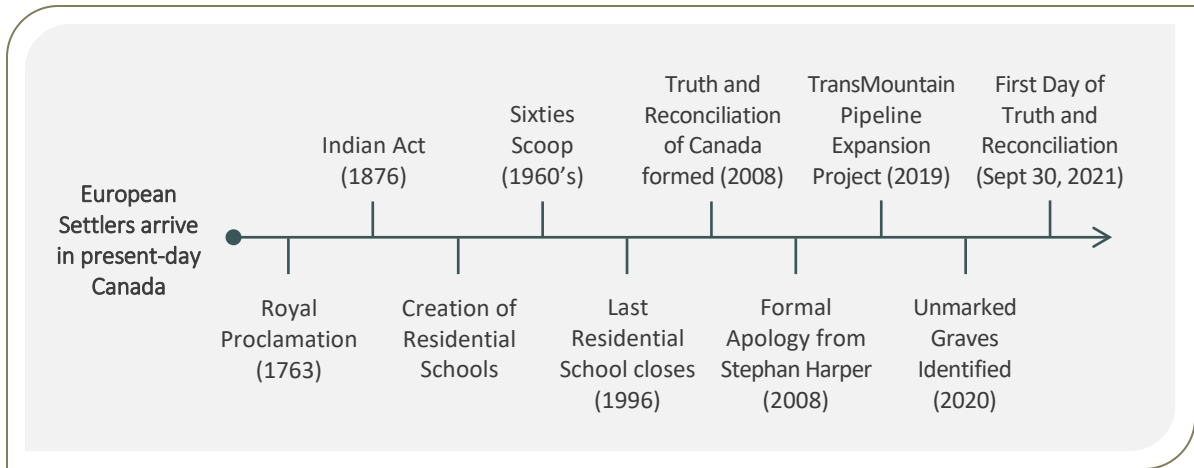 European
Settlers arrive
in present-day
Canada
Royal
Proclamation
(1763)
Indian Act
(1876)
Creation of
Residential
Schools
Sixties
Scoop
(1960's)
Last
Residential
School closes
(1996)
Truth and
Reconciliation
of Canada
formed (2008)
Formal
Apology from
Stephan Harper
(2008)
TransMountain
Pipeline
Expansion
Project (2019)
Unmarked
Graves
Identified
(2020)
First Day of
Truth and
Reconciliation
(Sept 30, 2021)